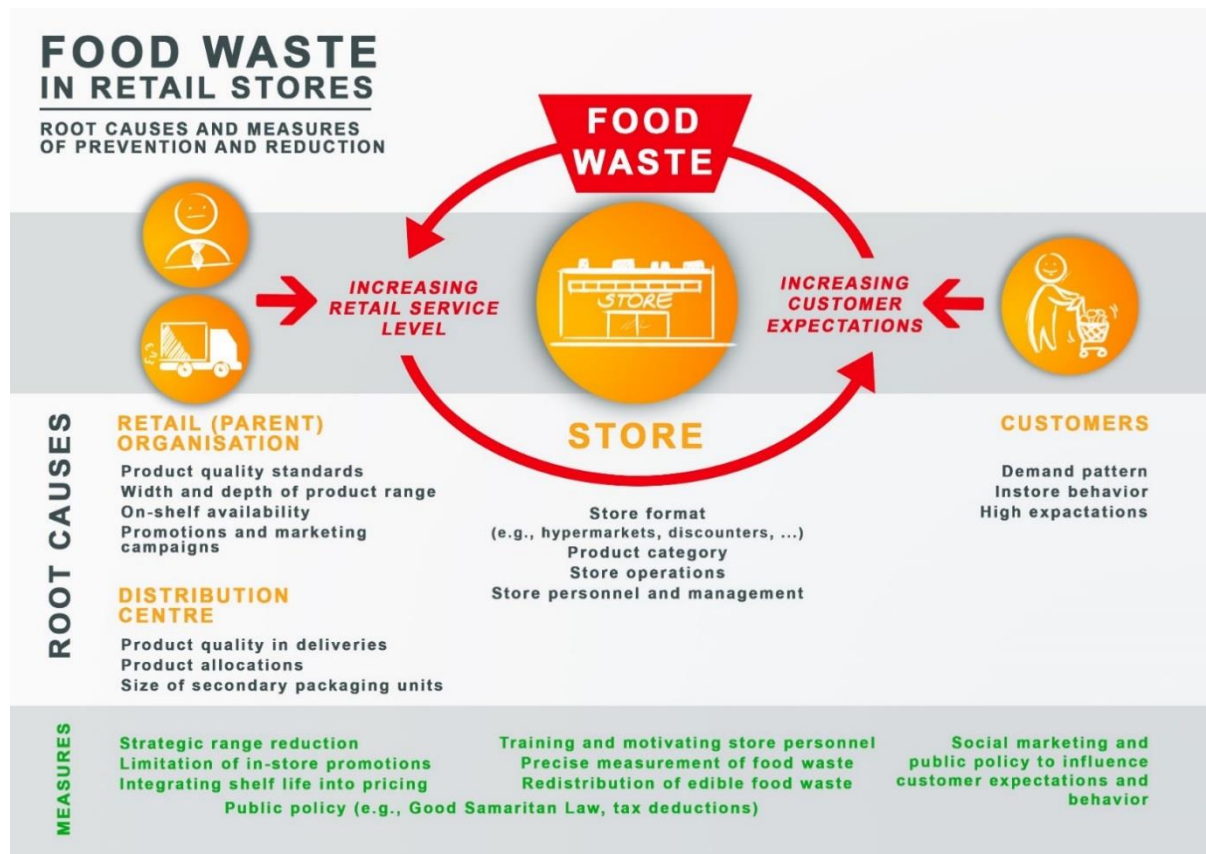 FOOD WASTE
IN RETAIL STORES
ROOT CAUSES AND MEASURES
OF PREVENTION AND REDUCTION
FOOD
WASTE
INCREASING
RETAIL SERVICE
LEVEL
STORE
INCREASING
CUSTOMER
EXPECTATIONS
ROOT CAUSES
RETAIL (PARENT)
ORGANISATION
Product quality standards
Width and depth of product range
On-shelf availability
Promotions and marketing
campaigns
DISTRIBUTION
CENTRE
Product quality in deliveries
Product allocations
Size of secondary packaging units
STORE
Store format
(e.g., hypermarkets, discounters, ...)
Product category
Store operations
Store personnel and management
CUSTOMERS
Demand pattern
Instore behavior
High expactations
MEASURES
Strategic range reduction
Limitation of in-store promotions
Integrating shelf life into pricing
Training and motivating store personnel
Precise measurement of food waste
Redistribution of edible food waste
Public policy (e.g., Good Samaritan Law, tax deductions)
Social marketing and
public policy to influence
customer expectations and
behavior